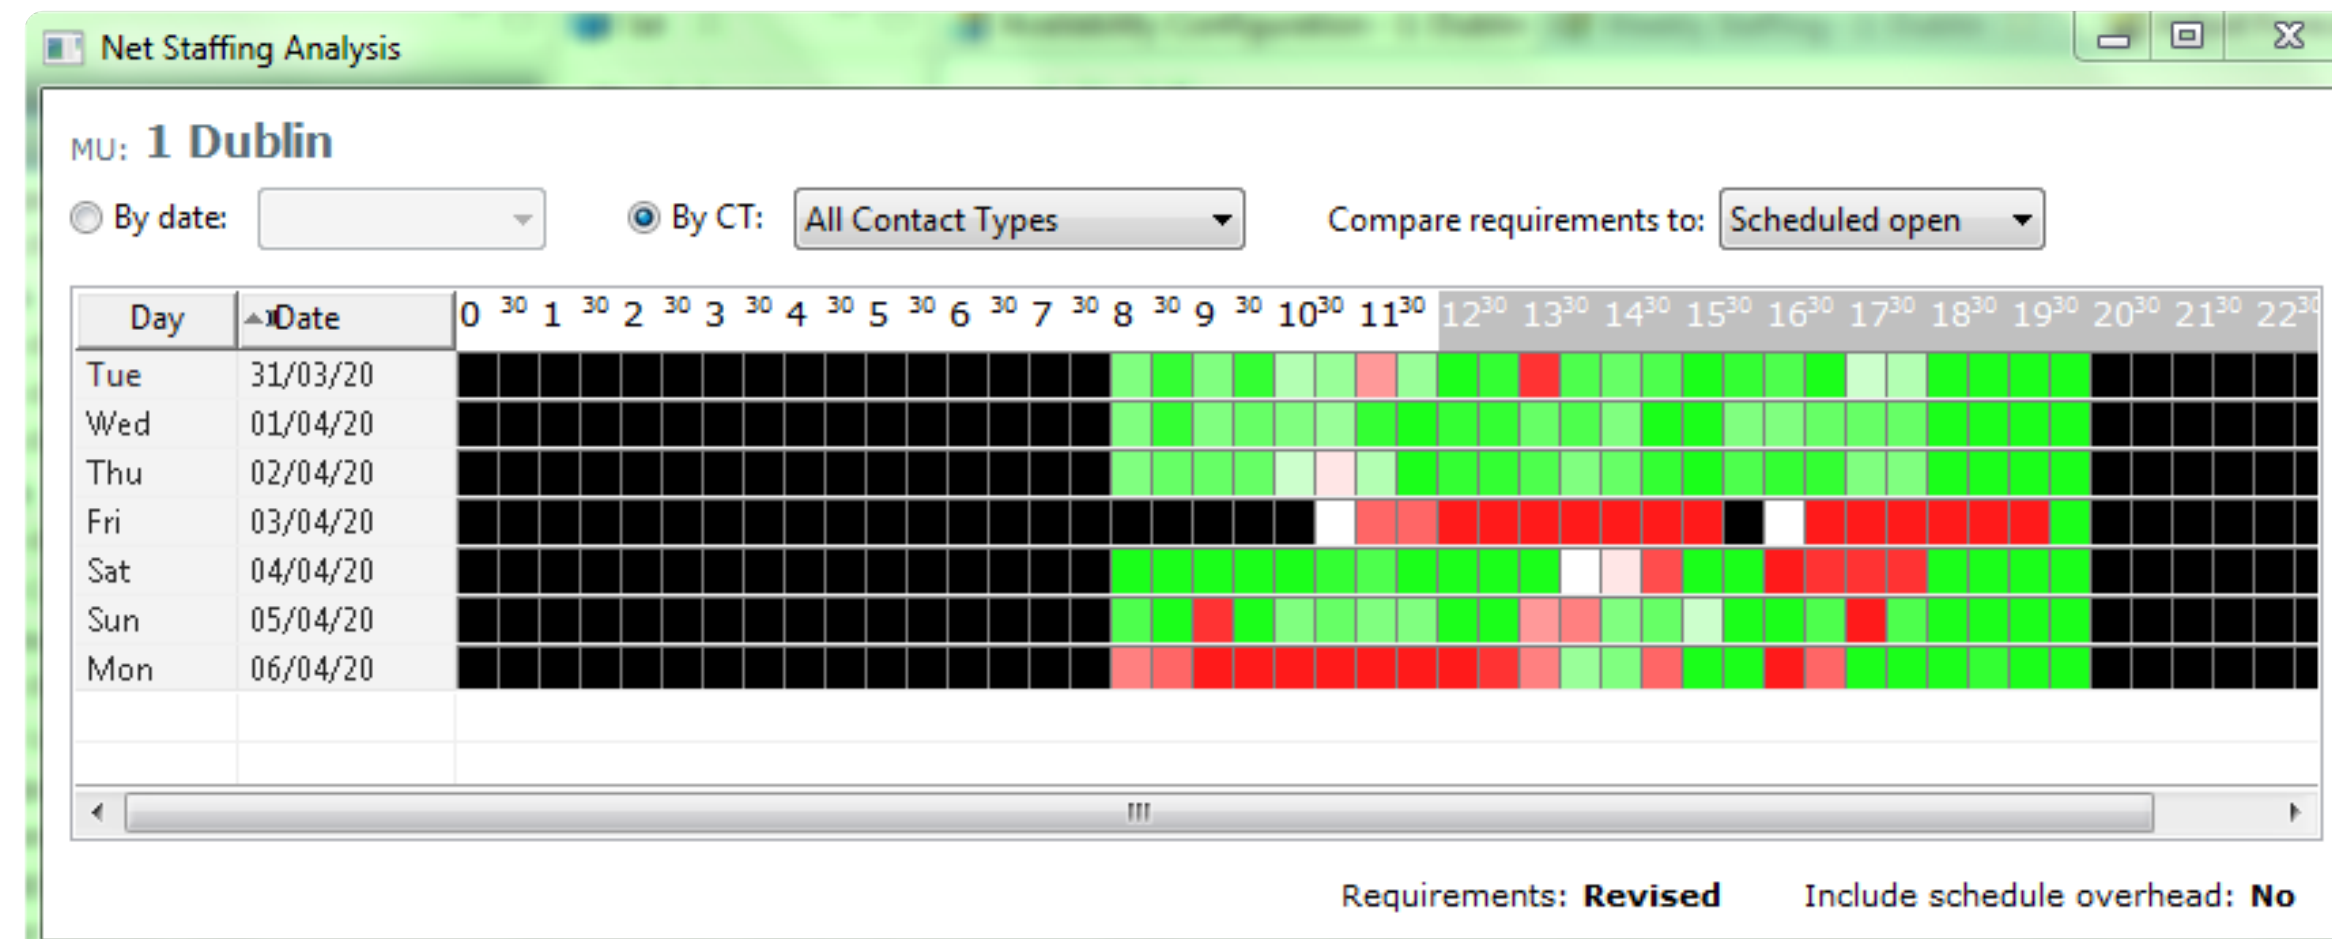 Net Staffing Analysis
MU: 1 Dublin
By date: By CT: All Contact Types Compare requirements to: Scheduled open
Day Date 0 30 1 30 2 30 3 30 4 30 5 30 6 30 7 30 8 30 9 30 10 30 11 30 12 30 13 30 14 30 15 30 16 30 17 30 18 30 19 30 20 30 21 30 22 30
Tue 31/03/20
Wed 01/04/20
Thu 02/04/20
Fri 03/04/20
Sat 04/04/20
Sun 05/04/20
Mon 06/04/20
Requirements: Revised Include schedule overhead: No